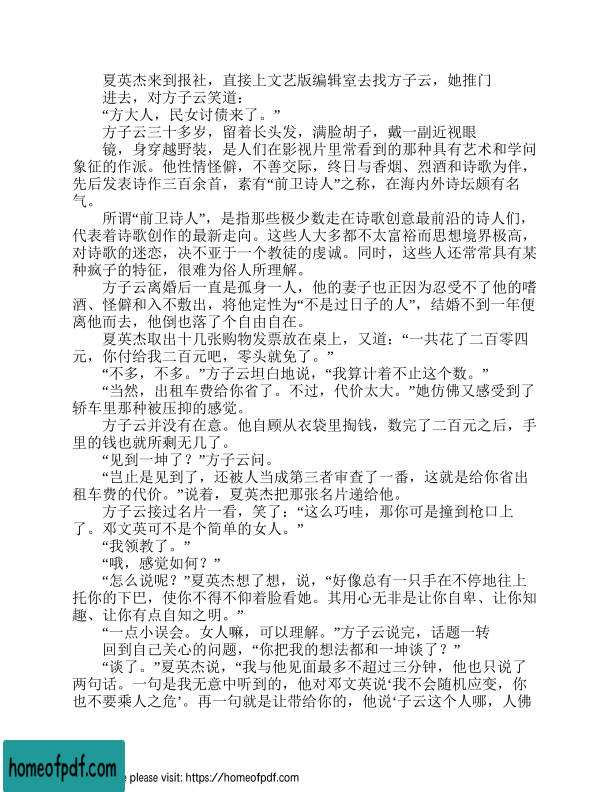 夏英杰来到报社，直接上文艺版编辑室去找方子云，她推门
进去，对方子云笑道：
“方大人，民女讨债来了。”
方子云三十多岁，留着长头发，满脸胡子，戴一副近视眼
镜，身穿越野装，是人们在影视片里常看到的那种具有艺术和学问
象征的作派。他性情怪僻，不善交际，终日与香烟、烈酒和诗歌为伴，
先后发表诗作三百余首，素有“前卫诗人”之称，在海内外诗坛颇有名
气。
所谓“前卫诗人”，是指那些极少数走在诗歌创意最前沿的诗人们，
代表着诗歌创作的最新走向。这些人大多都不太富裕而思想境界极高，
对诗歌的迷恋，决不亚于一个教徒的虔诚。同时，这些人还常常具有某
种疯子的特征，很难为俗人所理解。
方子云离婚后一直是孤身一人，他的妻子也正因为忍受不了他的嗜
酒、怪僻和入不敷出，将他定性为“不是过日子的人”，结婚不到一年便
离他而去，他倒也落了个自由自在。
夏英杰取出十几张购物发票放在桌上，又道：“一共花了二百零四
元，你付给我二百元吧，零头就免了。”
“不多，不多。”方子云坦白地说，“我算计着不止这个数。”
“当然，出租车费给你省了。不过，代价太大。”她仿佛又感受到了
轿车里那种被压抑的感觉。
方子云并没有在意。他自顾从衣袋里掏钱，数完了二百元之后，手
里的钱也就所剩无几了。
“见到一坤了？”方子云问。
“岂止是见到了，还被人当成第三者审查了一番，这就是给你省出
租车费的代价。”说着，夏英杰把那张名片递给他。
方子云接过名片一看，笑了：“这么巧哇，那你可是撞到枪口上
了。邓文英可不是个简单的女人。”
“我领教了。”
“哦，感觉如何？”
“怎么说呢？”夏英杰想了想，说，“好像总有一只手在不停地往上
托你的下巴，使你不得不仰着脸看她。其用心无非是让你自卑、让你知
趣、让你有点自知之明。”
“一点小误会。女人嘛，可以理解。”方子云说完，话题一转
回到自己关心的问题，“你把我的想法都和一坤谈了？”
“谈了。”夏英杰说，“我与他见面最多不超过三分钟，他也只说了
两句话。一句是我无意中听到的，他对邓文英说‘我不会随机应变，你
也不要乘人之危’。再一句就是让带给你的，他说‘子云这个人哪，人佛
homeofpdf.com
e please visit: https://homeofpdf.com